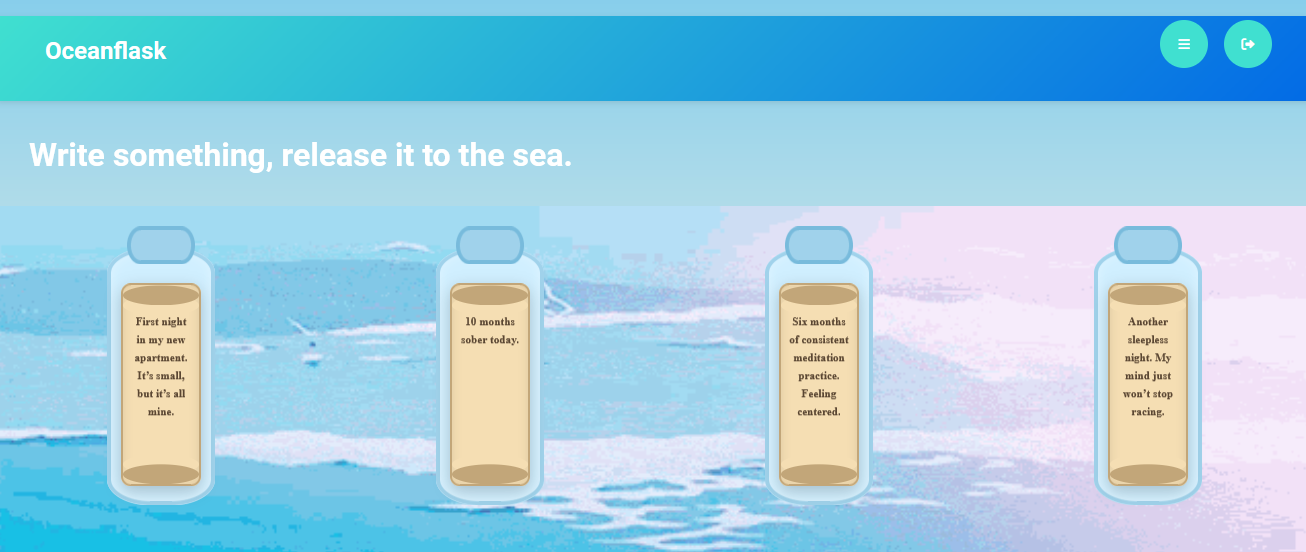 Oceanflask
Write something, release it to the sea.
First night
in my new
apartment.
It's small,
but it's all
mine.
10 months
sober today.
Six months
of consistent
meditation
practice.
Feeling
centered.
Another
sleepless
night. My
mind just
won't stop
racing.